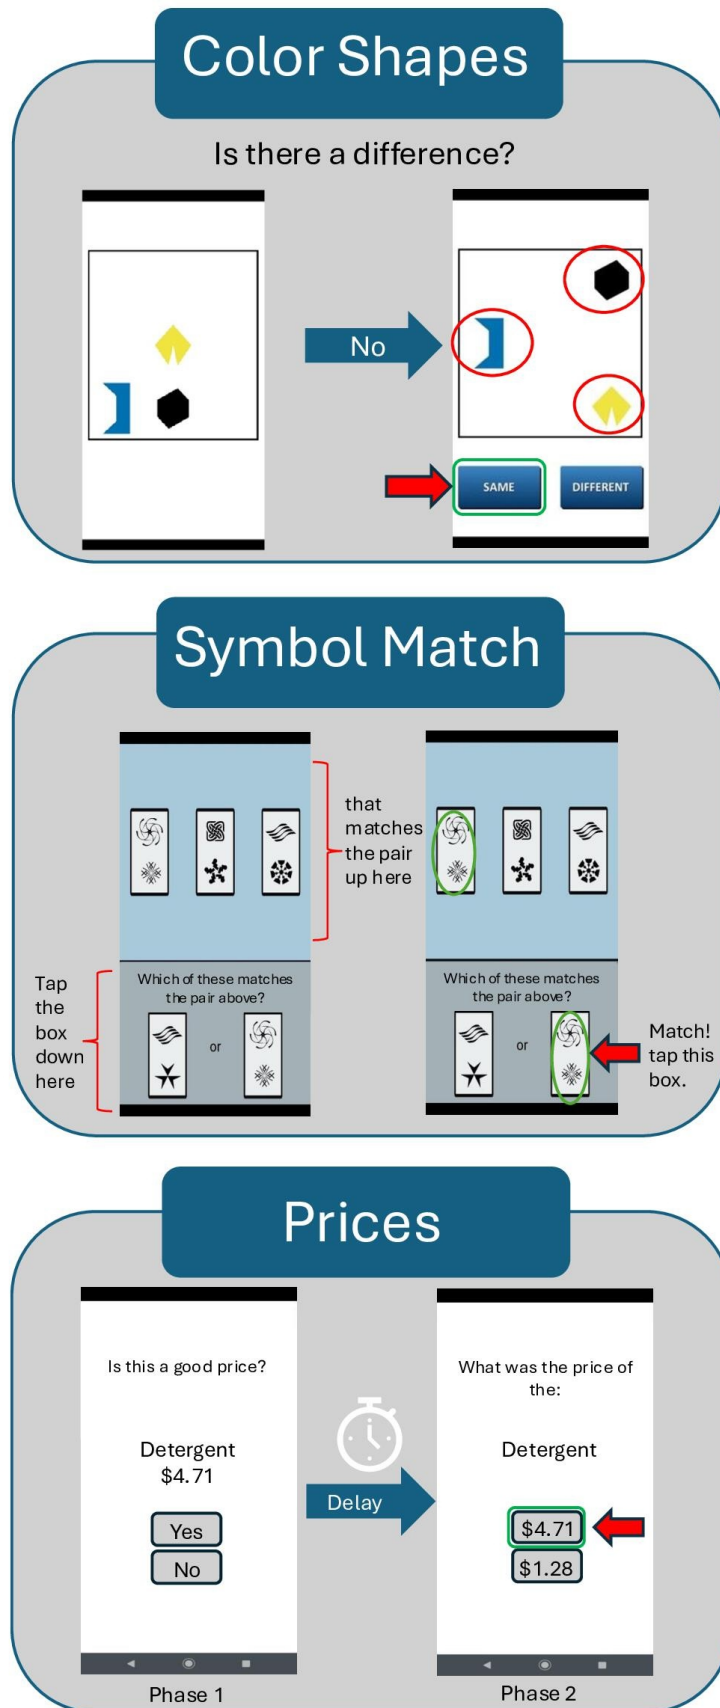 Color Shapes
Is there a difference?
No
SAME
DIFFERENT
Symbol Match
that
matches
the pair
up here
Tap
the
box
down
here
Which of these matches
the pair above?
or
Which of these matches
the pair above?
or
Match!
tap this
box.
Prices
Is this a good price?
Detergent
$4.71
Yes
No
Phase 1
Delay
What was the price of
the:
Detergent
$4.71
$1.28
Phase 2